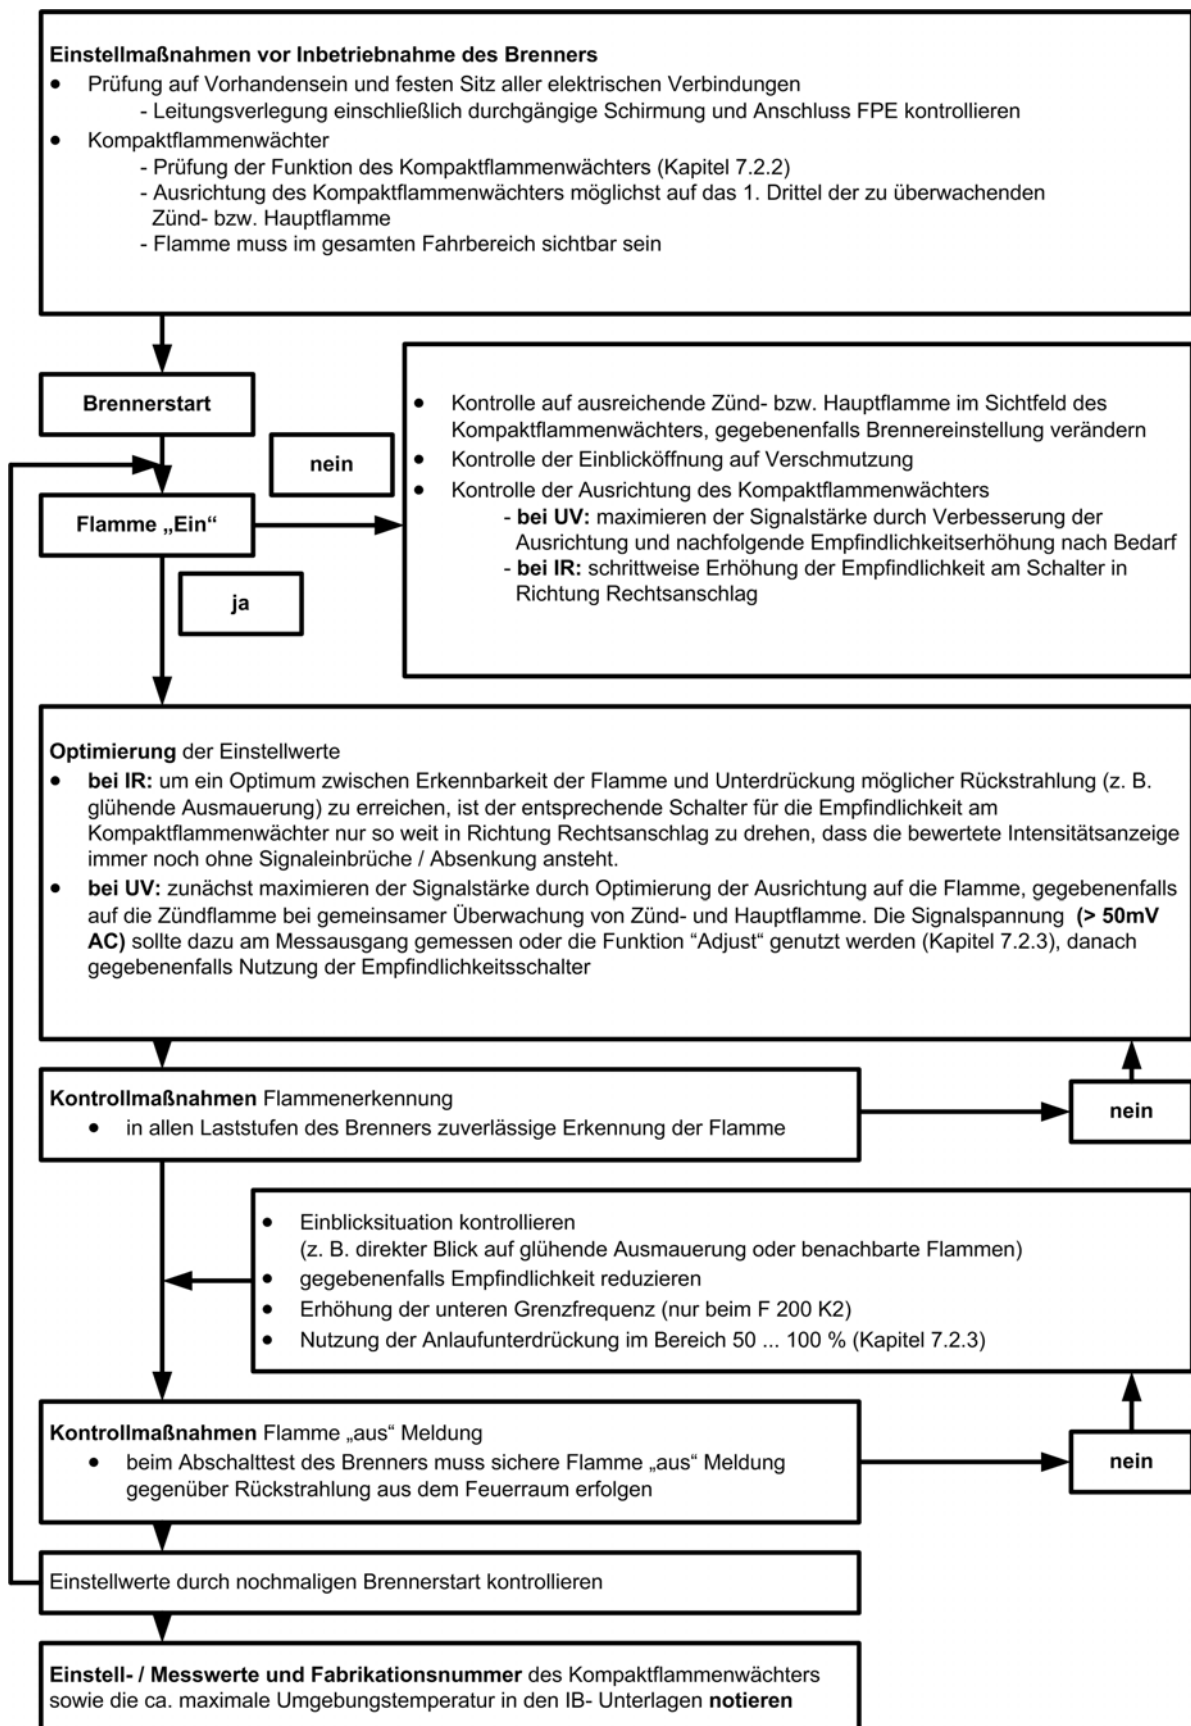 Einstellmaßnahmen vor Inbetriebnahme des Brenners
• Prüfung auf Vorhandensein und festen Sitz aller elektrischen Verbindungen
- Leitungsverlegung einschließlich durchgängige Schirmung und Anschluss FPE kontrollieren
• Kompaktflammenwächter
- Prüfung der Funktion des Kompaktflammenwächters (Kapitel 7.2.2)
- Ausrichtung des Kompaktflammenwächters möglichst auf das 1. Drittel der zu überwachenden
Zünd- bzw. Hauptflamme
- Flamme muss im gesamten Fahrbereich sichtbar sein
Brennerstart
nein
Flamme „Ein“
ja
• Kontrolle auf ausreichende Zünd- bzw. Hauptflamme im Sichtfeld des
Kompaktflammenwächters, gegebenenfalls Brennereinstellung verändern
• Kontrolle der Einblicköffnung auf Verschmutzung
• Kontrolle der Ausrichtung des Kompaktflammenwächters
- bei UV: maximieren der Signalstärke durch Verbesserung der
Ausrichtung und nachfolgende Empfindlichkeitserhöhung nach Bedarf
- bei IR: schrittweise Erhöhung der Empfindlichkeit am Schalter in
Richtung Rechtsanschlag
Optimierung der Einstellwerte
• bei IR: um ein Optimum zwischen Erkennbarkeit der Flamme und Unterdrückung möglicher Rückstrahlung (z. B.
glühende Ausmauerung) zu erreichen, ist der entsprechende Schalter für die Empfindlichkeit am
Kompaktflammenwächter nur so weit in Richtung Rechtsanschlag zu drehen, dass die bewertete Intensitätsanzeige
immer noch ohne Signaleinbrüche / Absenkung ansteht.
• bei UV: zunächst maximieren der Signalstärke durch Optimierung der Ausrichtung auf die Flamme, gegebenenfalls
auf die Zündflamme bei gemeinsamer Überwachung von Zünd- und Hauptflamme. Die Signalspannung (> 50mV
AC) sollte dazu am Messausgang gemessen oder die Funktion “Adjust“ genutzt werden (Kapitel 7.2.3), danach
gegebenenfalls Nutzung der Empfindlichkeitsschalter
Kontrollmaßnahmen Flammenerkennung
• in allen Laststufen des Brenners zuverlässige Erkennung der Flamme
nein
• Einblicksituation kontrollieren
(z. B. direkter Blick auf glühende Ausmauerung oder benachbarte Flammen)
• gegebenenfalls Empfindlichkeit reduzieren
• Erhöhung der unteren Grenzfrequenz (nur beim F 200 K2)
• Nutzung der Anlaufunterdrückung im Bereich 50 ... 100 % (Kapitel 7.2.3)
Kontrollmaßnahmen Flamme „aus“ Meldung
• beim Abschalttest des Brenners muss sichere Flamme „aus“ Meldung
gegenüber Rückstrahlung aus dem Feuerraum erfolgen
nein
Einstellwerte durch nochmaligen Brennerstart kontrollieren
Einstell- / Messwerte und Fabrikationsnummer des Kompaktflammenwächters
sowie die ca. maximale Umgebungstemperatur in den IB- Unterlagen notieren